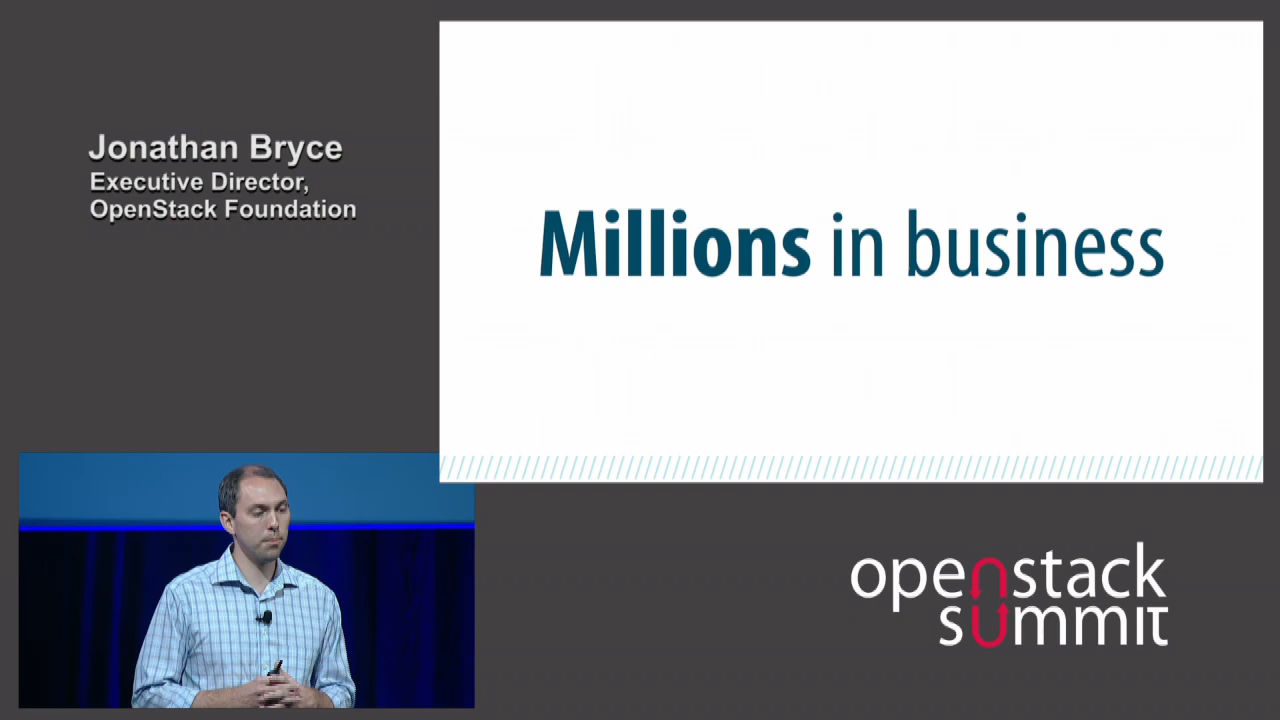 Jonathan Bryce
Executive Director,
OpenStack Foundation
Millions in business
openstack
summit